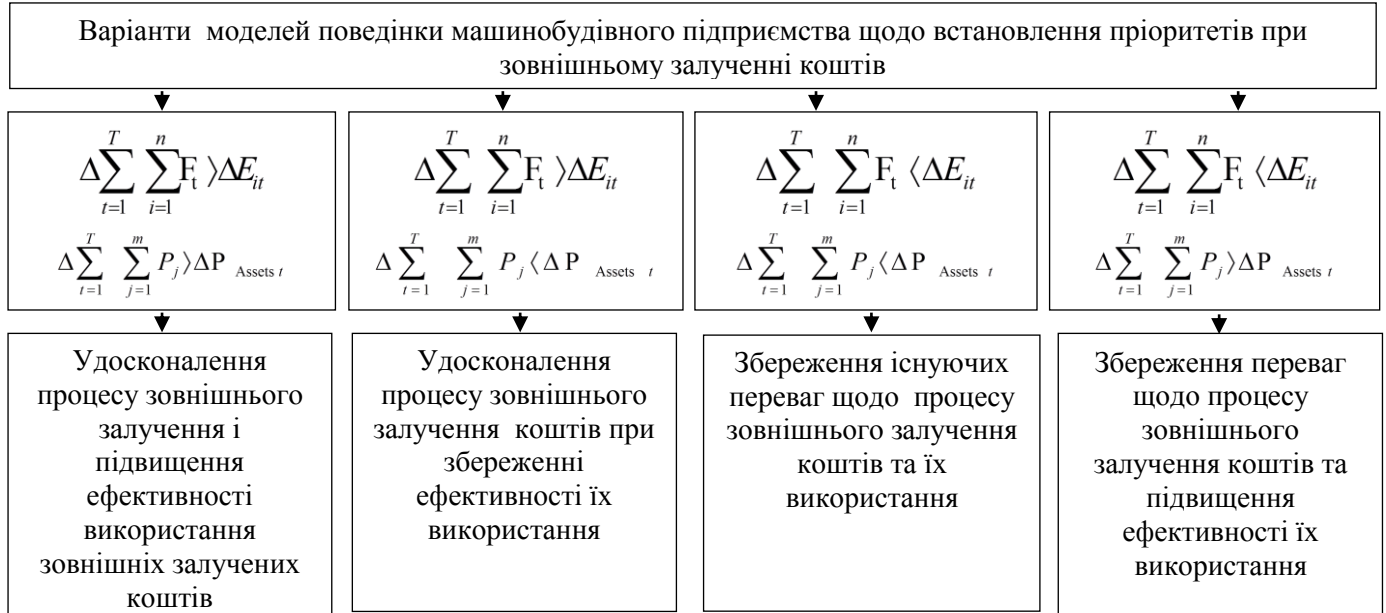 Варіанти моделей поведінки машинобудівного підприємства щодо встановлення пріоритетів при
зовнішньому залученні коштів
Δ∑_{t=1}^{T} ∑_{i=1}^{n} F_t 〉ΔE_{it}
Δ∑_{t=1}^{T} ∑_{j=1}^{m} P_j 〉ΔP_{Assets t}
Δ∑_{t=1}^{T} ∑_{i=1}^{n} F_t 〉ΔE_{it}
Δ∑_{t=1}^{T} ∑_{j=1}^{m} P_j 〈ΔP_{Assets t}
Δ∑_{t=1}^{T} ∑_{i=1}^{n} F_t 〈ΔE_{it}
Δ∑_{t=1}^{T} ∑_{j=1}^{m} P_j 〈ΔP_{Assets t}
Δ∑_{t=1}^{T} ∑_{i=1}^{n} F_t 〈ΔE_{it}
Δ∑_{t=1}^{T} ∑_{j=1}^{m} P_j 〉ΔP_{Assets t}
Удосконалення
процесу зовнішнього
залучення і
підвищення
ефективності
використання
зовнішніх залучених
коштів
Удосконалення
процесу зовнішнього
залучення коштів при
збереженні
ефективності їх
використання
Збереження існуючих
переваг щодо процесу
зовнішнього залучення
коштів та їх
використання
Збереження переваг
щодо процесу
зовнішнього
залучення коштів та
підвищення
ефективності їх
використання